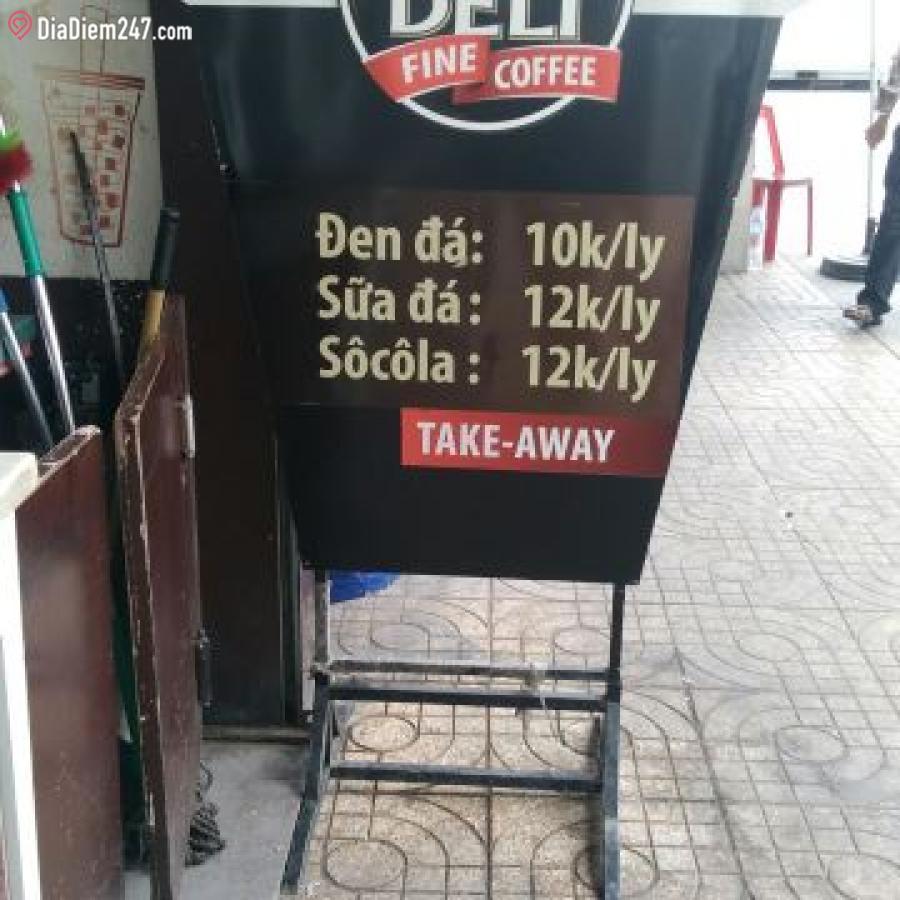 DiaDiem247.com
DELI
FINE COFFEE
Đen đá: 10k/ly
Sữa đá: 12k/ly
Sôcôla : 12k/ly
TAKE-AWAY